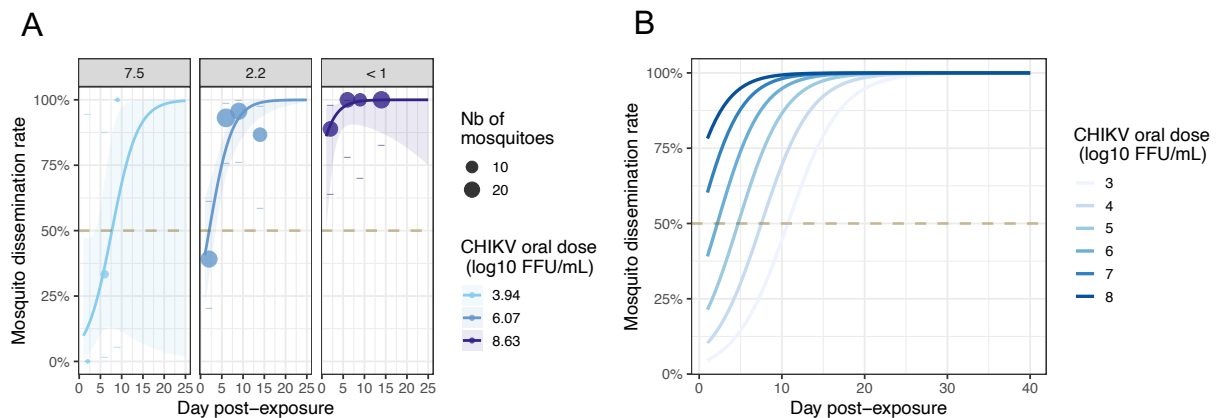 A
7.5
2.2
< 1
100%
75%
50%
25%
0%
Mosquito dissemination rate
0 5 10 15 20 25 0 5 10 15 20 25 0 5 10 15 20 25
Day post−exposure
Nb of
mosquitoes
10
20
CHIKV oral dose
(log10 FFU/mL)
3.94
6.07
8.63
B
100%
75%
50%
25%
0%
Mosquito dissemination rate
0 10 20 30 40
Day post−exposure
CHIKV oral dose
(log10 FFU/mL)
3
4
5
6
7
8